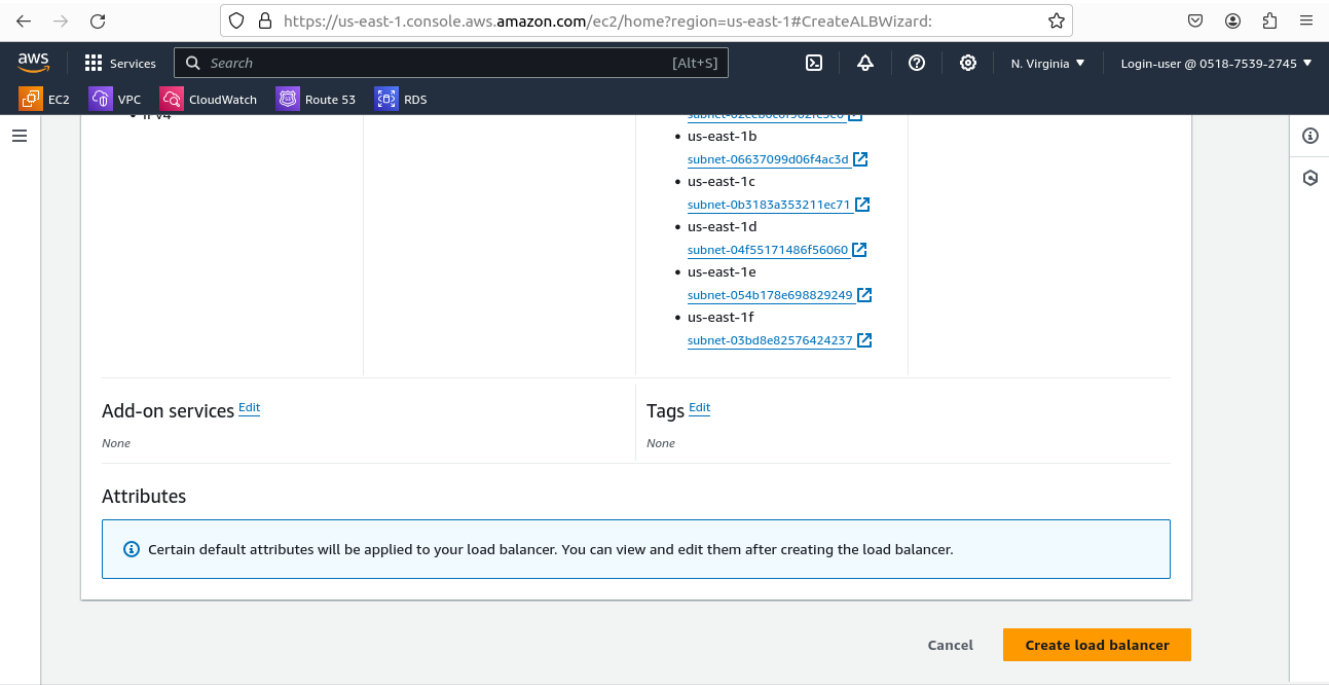 https://us-east-1.console.aws.amazon.com/ec2/home?region=us-east-1#CreateALBWizard:
aws Services Search [Alt+S] N. Virginia Login-user @ 0518-7539-2745
EC2 VPC CloudWatch Route 53 RDS
us-east-1b
subnet-06637099d06f4ac3d
us-east-1c
subnet-0b3183a353211ec71
us-east-1d
subnet-04f55171486f56060
us-east-1e
subnet-054b178e698829249
us-east-1f
subnet-03bd8e82576424237
Add-on services Edit
None
Tags Edit
None
Attributes
Certain default attributes will be applied to your load balancer. You can view and edit them after creating the load balancer.
Cancel Create load balancer